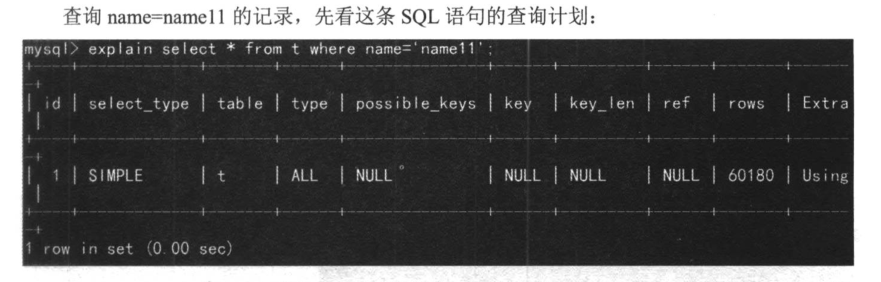 查询 name=name11 的记录，先看这条 SQL 语句的查询计划：
mysql> explain select * from t where name='name11';
| id | select_type | table | type | possible_keys | key | key_len | ref | rows | Extra
|
| 1 | SIMPLE | t | ALL | NULL | NULL | NULL | NULL | 60180 | Using
|
1 row in set (0.00 sec)